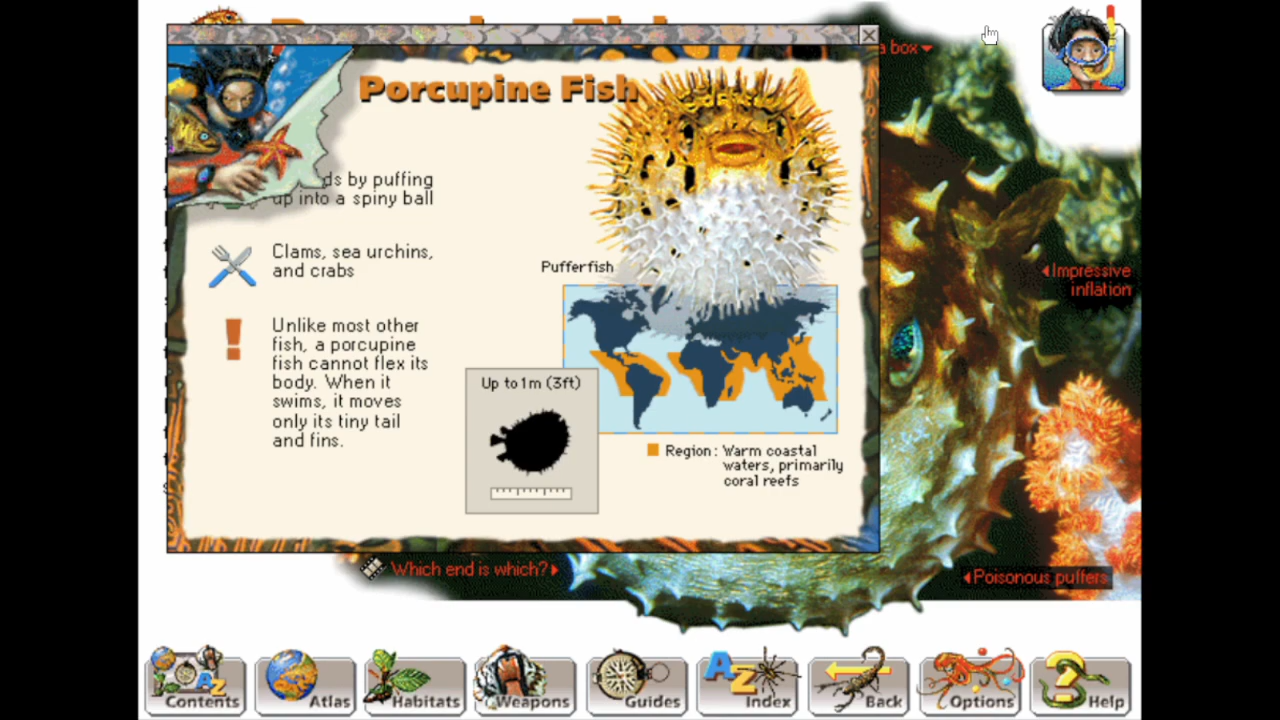 a box
Porcupine Fish
ds by puffing
up into a spiny ball
Clams, sea urchins,
and crabs
Unlike most other
fish, a porcupine
fish cannot flex its
body. When it
swims, it moves
only its tiny tail
and fins.
Pufferfish
Up to 1m (3ft)
Region: Warm coastal
waters, primarily
coral reefs
Impressive
inflation
Which end is which?
Poisonous puffers
Contents
Atlas
Habitats
Weapons
Guides
AZ
Index
Back
Options
Help